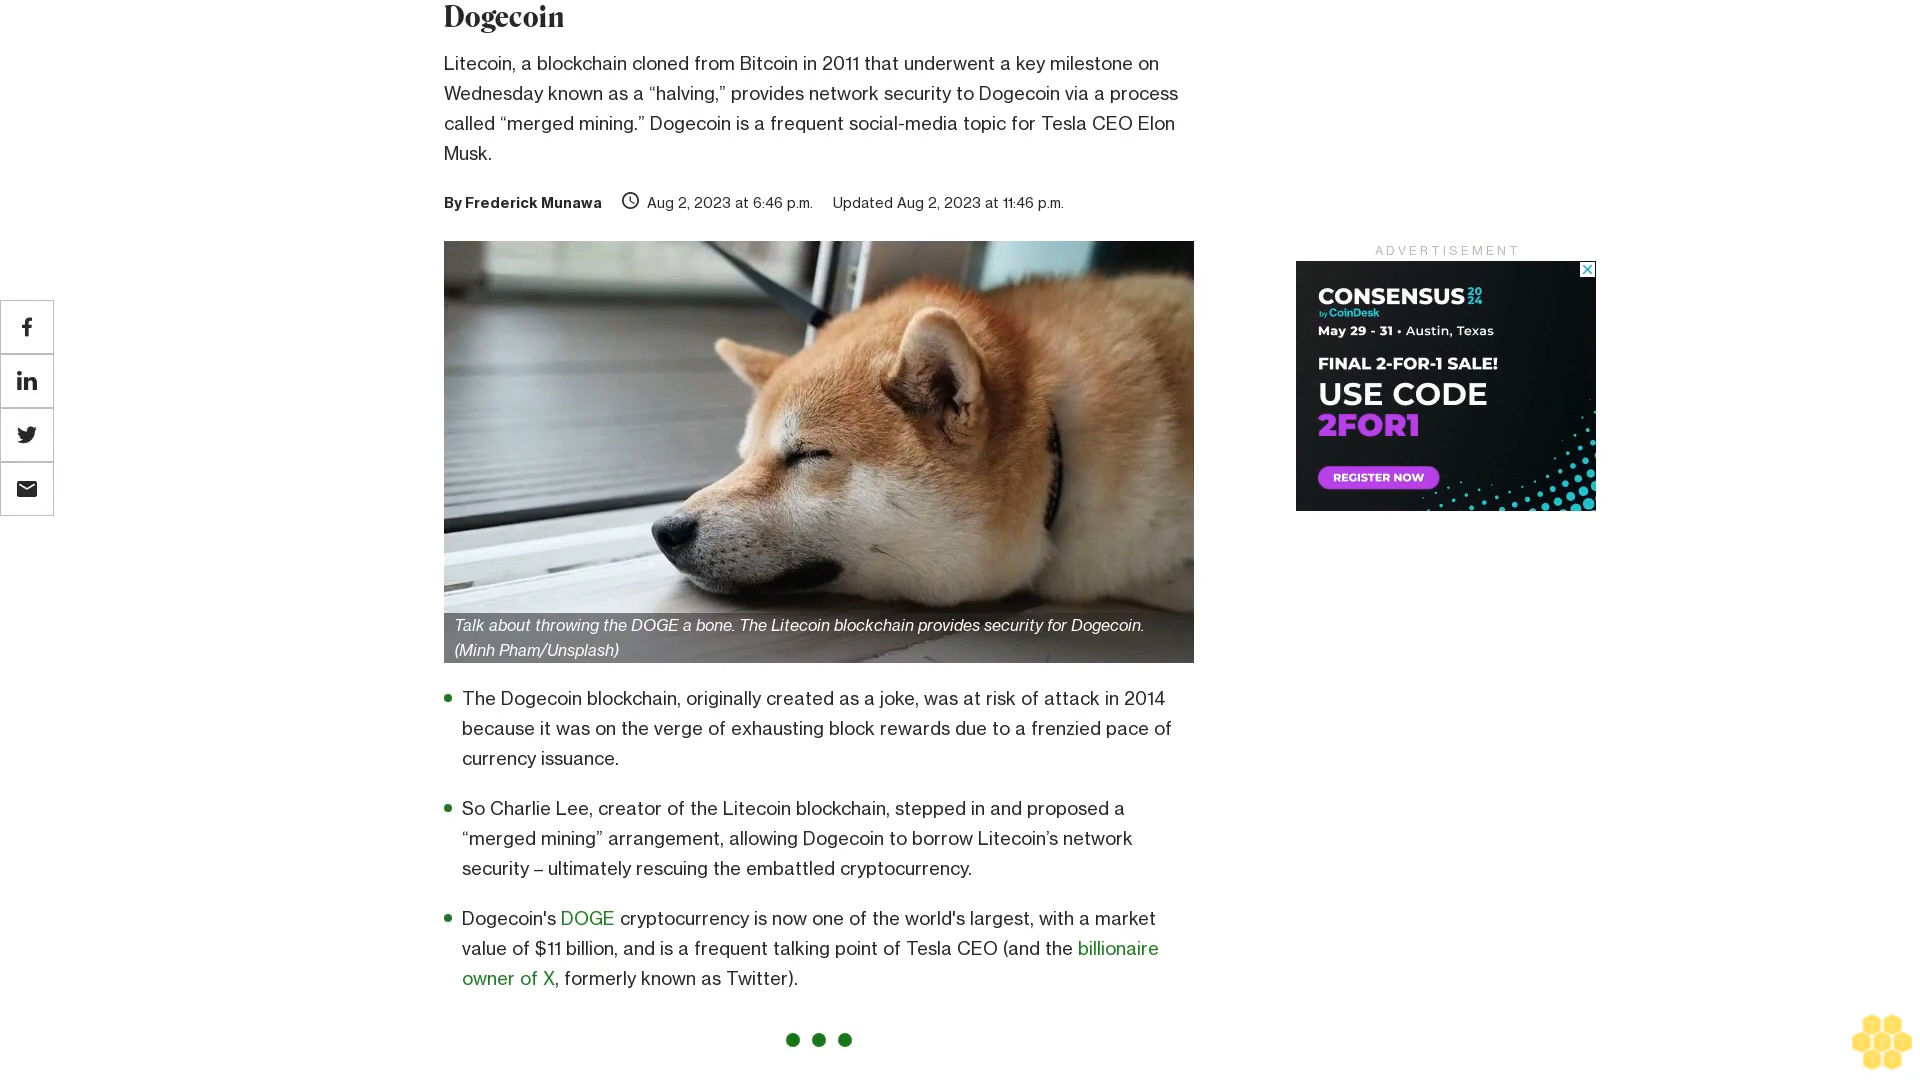 Dogecoin
Litecoin, a blockchain cloned from Bitcoin in 2011 that underwent a key milestone on
Wednesday known as a “halving,” provides network security to Dogecoin via a process
called “merged mining.” Dogecoin is a frequent social-media topic for Tesla CEO Elon
Musk.
By Frederick Munawa Aug 2, 2023 at 6:46 p.m. Updated Aug 2, 2023 at 11:46 p.m.
Talk about throwing the DOGE a bone. The Litecoin blockchain provides security for Dogecoin.
(Minh Pham/Unsplash)
The Dogecoin blockchain, originally created as a joke, was at risk of attack in 2014
because it was on the verge of exhausting block rewards due to a frenzied pace of
currency issuance.
So Charlie Lee, creator of the Litecoin blockchain, stepped in and proposed a
“merged mining” arrangement, allowing Dogecoin to borrow Litecoin’s network
security – ultimately rescuing the embattled cryptocurrency.
Dogecoin's DOGE cryptocurrency is now one of the world's largest, with a market
value of $11 billion, and is a frequent talking point of Tesla CEO (and the billionaire
owner of X, formerly known as Twitter).
ADVERTISEMENT
CONSENSUS 2024
by CoinDesk
May 29 - 31 • Austin, Texas
FINAL 2-FOR-1 SALE!
USE CODE
2FOR1
REGISTER NOW